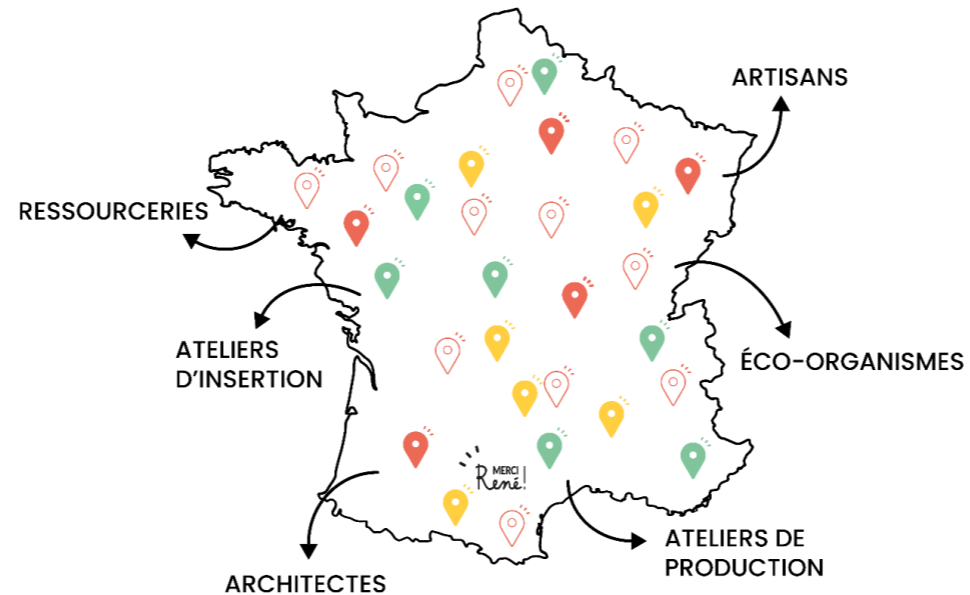 ARTISANS
RESSOURCERIES
ATELIERS
D'INSERTION
ÉCO-ORGANISMES
MERCI
René!
ATELIERS DE
PRODUCTION
ARCHITECTES